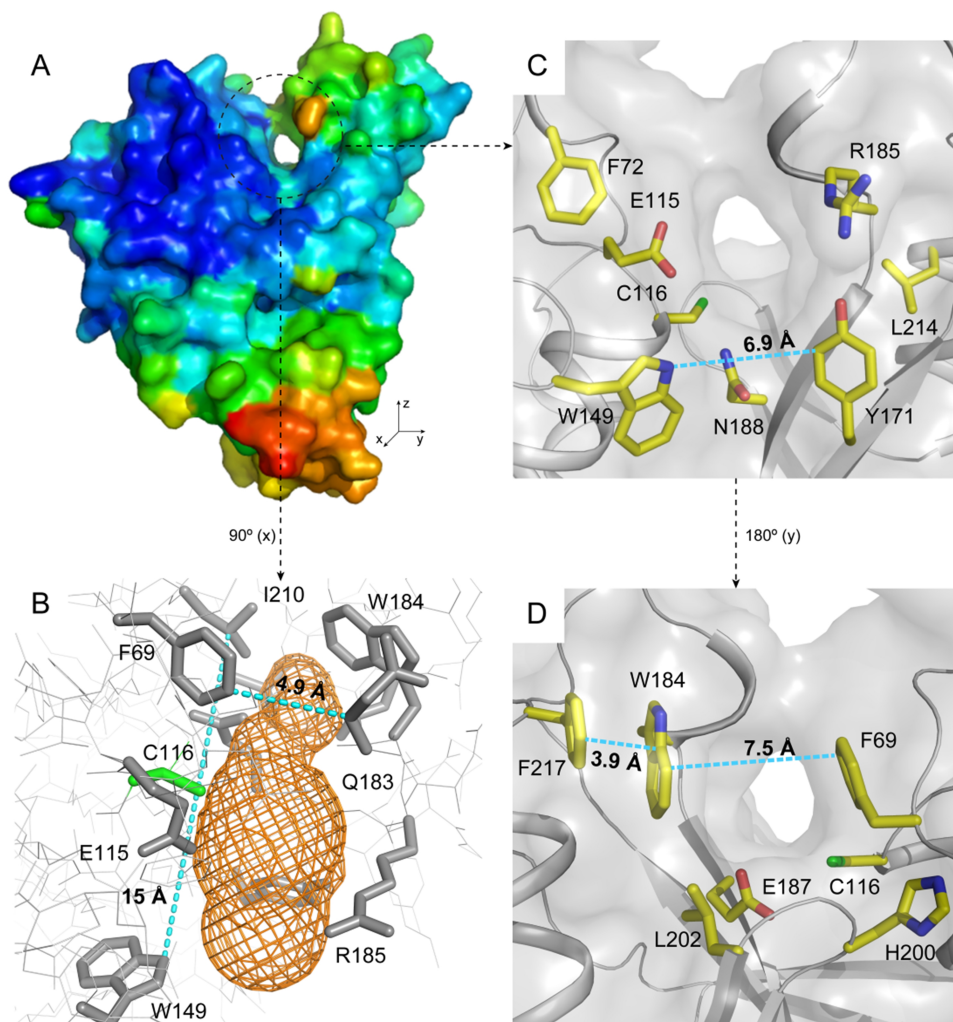 A
z
x
y
90º (x)
C
F72
R185
E115
C116
L214
6.9 Å
W149
N188
Y171
180º (y)
B
I210
W184
F69
4.9 Å
C116
Q183
E115
15 Å
R185
W149
D
W184
F69
7.5 Å
F217
3.9 Å
E187
C116
L202
H200